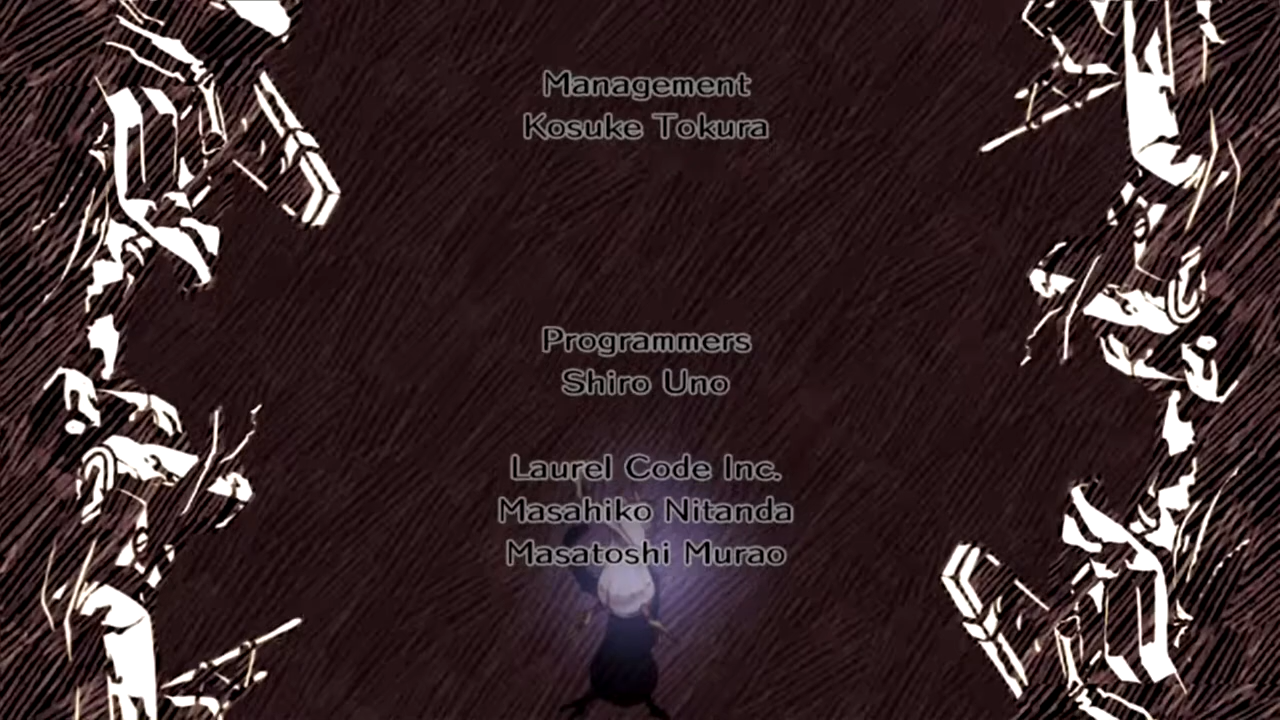 Management
Kosuke Tokura
Programmers
Shiro Uno
Laurel Code Inc.
Masahiko Nitanda
Masatoshi Murao